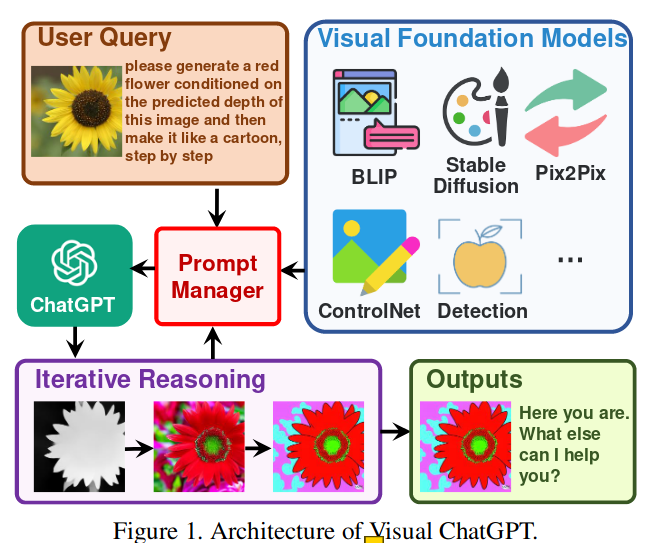 User Query
please generate a red
flower conditioned on
the predicted depth of
this image and then
make it like a cartoon,
step by step
Visual Foundation Models
BLIP
Stable
Diffusion
Pix2Pix
ControlNet
Detection
...
ChatGPT
Prompt
Manager
Iterative Reasoning
Outputs
Here you are.
What else
can I help
you?
Figure 1. Architecture of Visual ChatGPT.